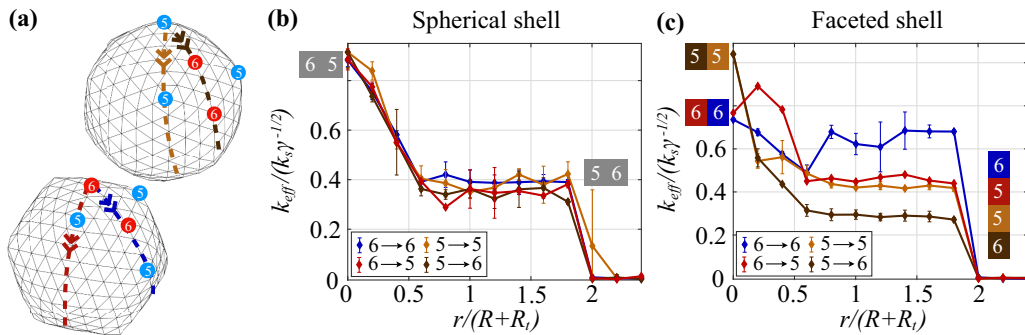 (a)
5
6
5
5
6
6
5
5
6
5
(b)
Spherical shell
k_eff/(k_sγ^{-1/2})
0.6
0.4
0.2
0
6 5
5 6
6→6 5→5
6→5 5→6
0 0.5 1 1.5 2
r/(R+R_t)
(c)
Faceted shell
k_eff/(k_sγ^{-1/2})
0.6
0.4
0.2
0
5 5
6 6
6
5
5
6
6→6 5→5
6→5 5→6
0 0.5 1 1.5 2
r/(R+R_t)